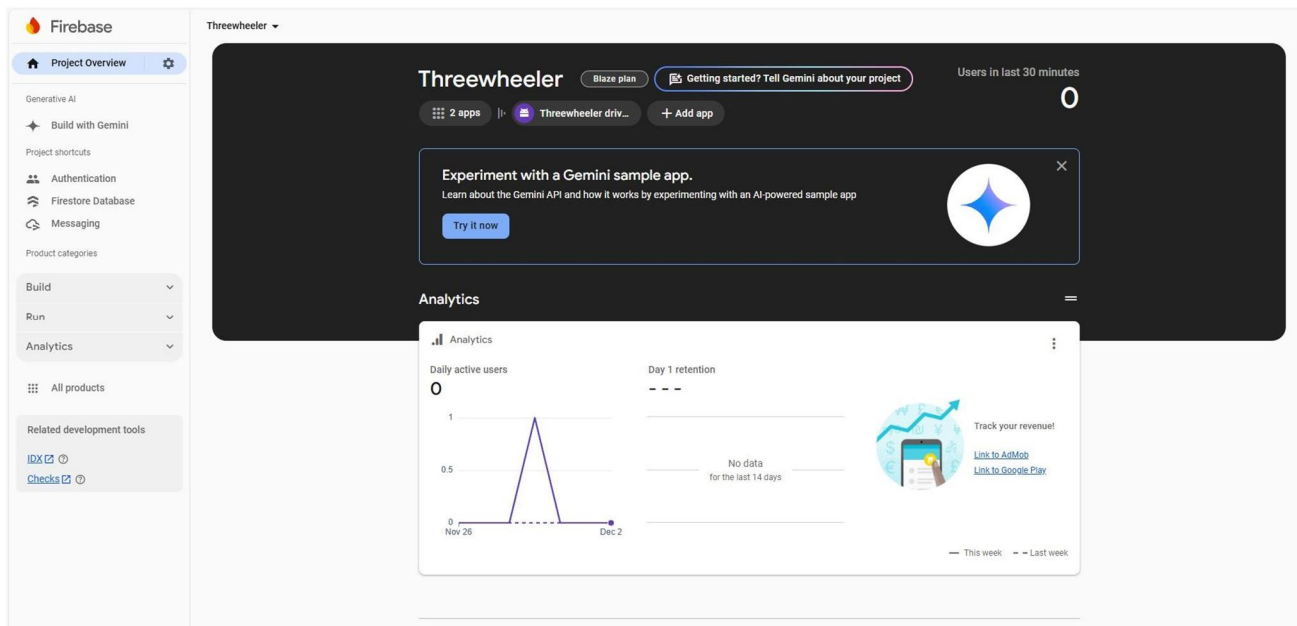 Firebase
Project Overview
Generative AI
Build with Gemini
Project shortcuts
Authentication
Firestore Database
Messaging
Product categories
Build
Run
Analytics
All products
Related development tools
IDX
Checks
Threewheeler
Threewheeler
Blaze plan
Getting started? Tell Gemini about your project
Users in last 30 minutes
0
2 apps
Threewheeler driv...
+ Add app
Experiment with a Gemini sample app.
Learn about the Gemini API and how it works by experimenting with an AI-powered sample app
Try it now
Analytics
Analytics
Daily active users
0
1
0.5
0
Nov 26
Dec 2
Day 1 retention
- - -
No data
for the last 14 days
Track your revenue!
Link to AdMob
Link to Google Play
This week
Last week